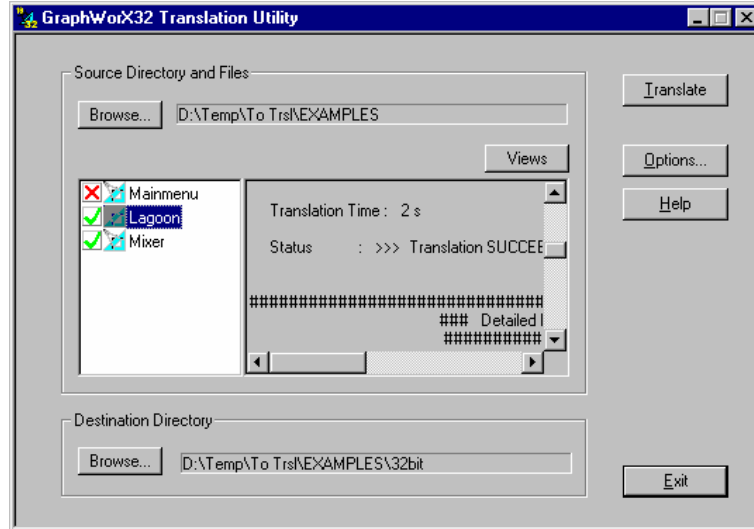 GraphWorX32 Translation Utility
Source Directory and Files
Browse... D:\Temp\To Trsl\EXAMPLES
Translate
Views
Options...
Help
Mainmenu
Lagoon
Mixer
Translation Time : 2 s
Status : >>> Translation SUCCEE
##############################
### Detailed
###########
Destination Directory
Browse... D:\Temp\To Trsl\EXAMPLES\32bit
Exit